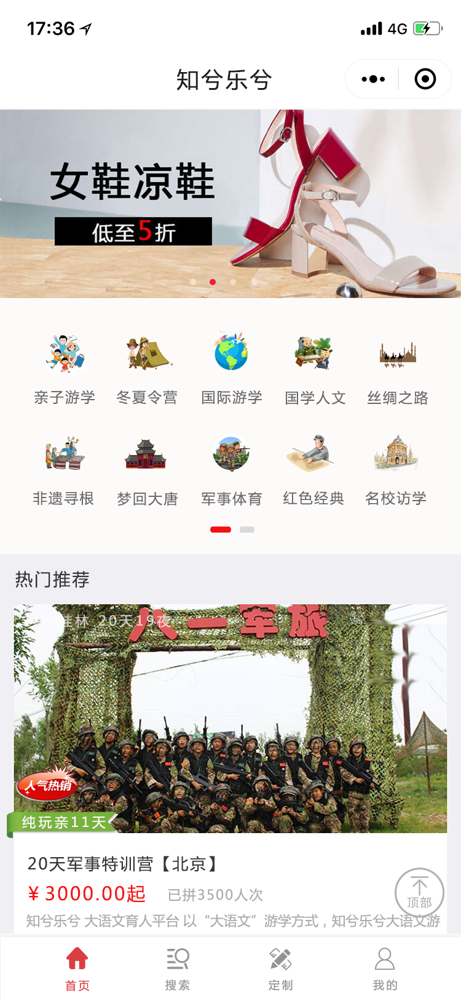 17:36
4G
知兮乐兮
女鞋凉鞋
低至5折
亲子游学 冬夏令营 国际游学 国学人文 丝绸之路
非遗寻根 梦回大唐 军事体育 红色经典 名校访学
热门推荐
桂林 20天19夜
八一军旅
人气热销
纯玩亲11天
20天军事特训营【北京】
¥ 3000.00起 已拼3500人次
顶部
知兮乐兮 大语文育人平台 以“大语文”游学方式，知兮乐兮大语文游
首页 搜索 定制 我的